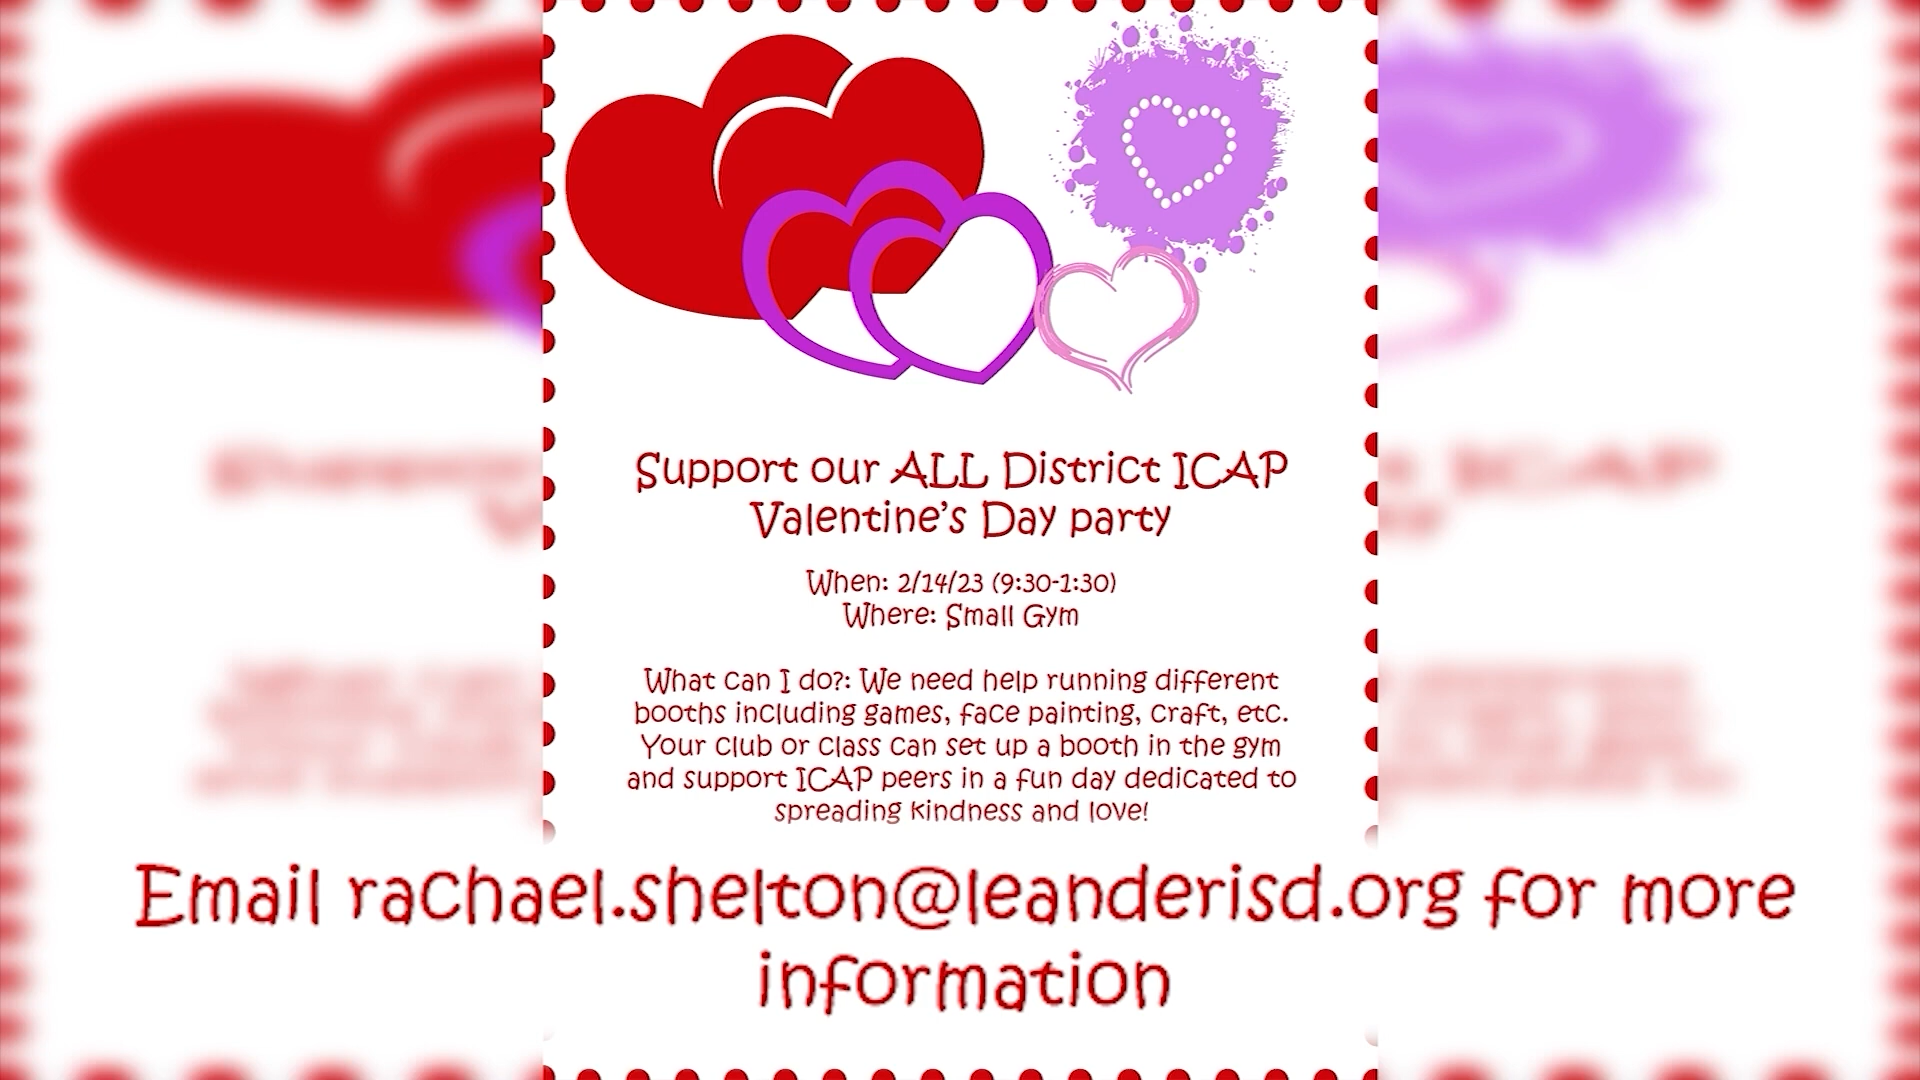 Support our ALL District ICAP
Valentine's Day party
When: 2/14/23 (9:30-1:30)
Where: Small Gym
What can I do?: We need help running different
booths including games, face painting, craft, etc.
Your club or class can set up a booth in the gym
and support ICAP peers in a fun day dedicated to
spreading kindness and love!
Email rachael.shelton@leanderisd.org for more
information